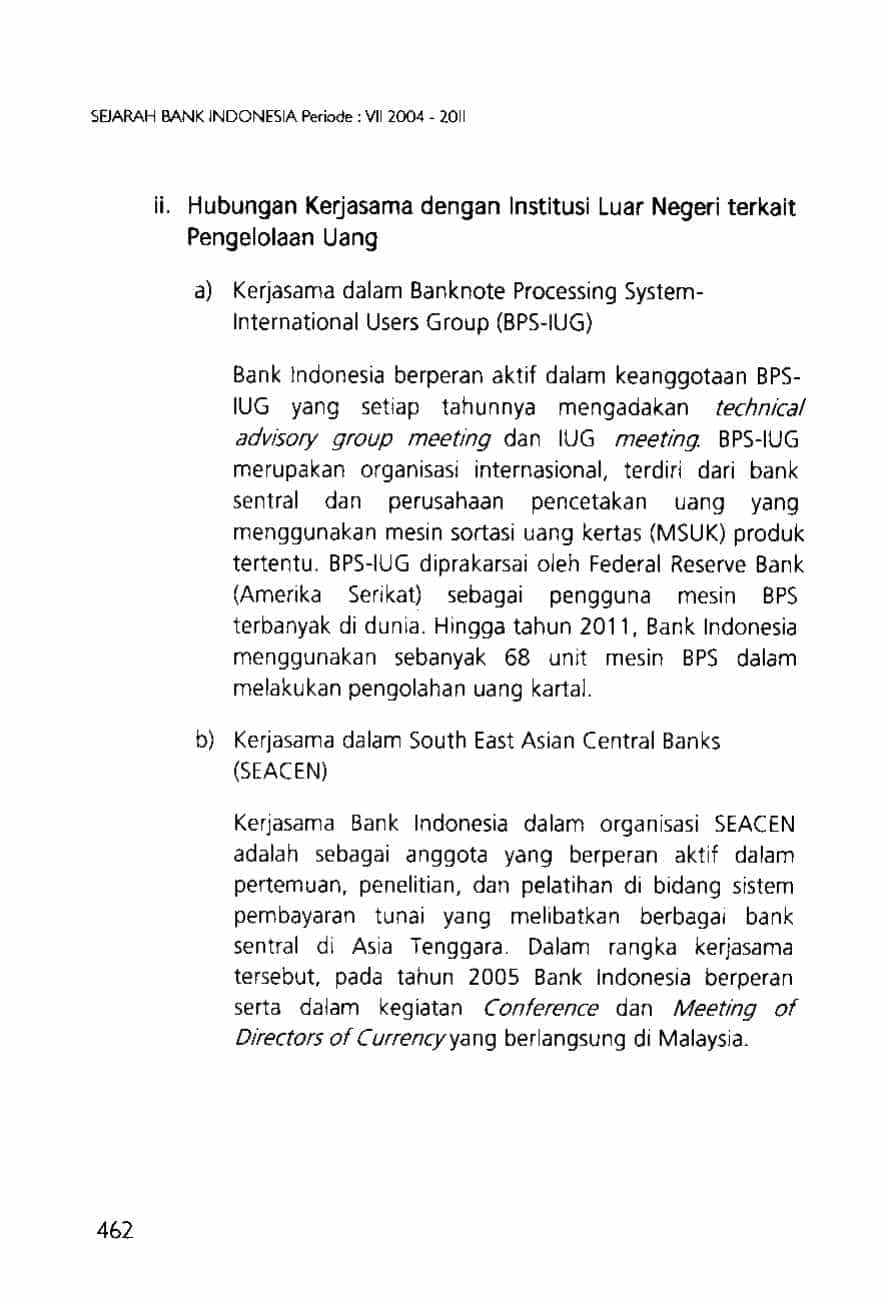 SEJARAH BANK INDONESIA Periode : VII 2004 - 2011
ii. Hubungan Kerjasama dengan Institusi Luar Negeri terkait
Pengelolaan Uang
a) Kerjasama dalam Banknote Processing System-
International Users Group (BPS-IUG)
Bank Indonesia berperan aktif dalam keanggotaan BPS-
IUG yang setiap tahunnya mengadakan technical
advisory group meeting dan IUG meeting. BPS-IUG
merupakan organisasi internasional, terdiri dari bank
sentral dan perusahaan pencetakan uang yang
menggunakan mesin sortasi uang kertas (MSUK) produk
tertentu. BPS-IUG diprakarsai oleh Federal Reserve Bank
(Amerika Serikat) sebagai pengguna mesin BPS
terbanyak di dunia. Hingga tahun 2011, Bank Indonesia
menggunakan sebanyak 68 unit mesin BPS dalam
melakukan pengolahan uang kartal.
b) Kerjasama dalam South East Asian Central Banks
(SEACEN)
Kerjasama Bank Indonesia dalam organisasi SEACEN
adalah sebagai anggota yang berperan aktif dalam
pertemuan, penelitian, dan pelatihan di bidang sistem
pembayaran tunai yang melibatkan berbagai bank
sentral di Asia Tenggara. Dalam rangka kerjasama
tersebut, pada tahun 2005 Bank Indonesia berperan
serta dalam kegiatan Conference dan Meeting of
Directors of Currency yang berlangsung di Malaysia.
462